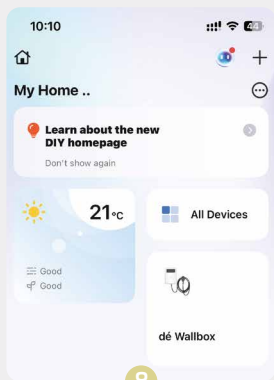 10:10
44
My Home ..
Learn about the new
DIY homepage
Don't show again
21°C
All Devices
Good
Good
dé Wallbox